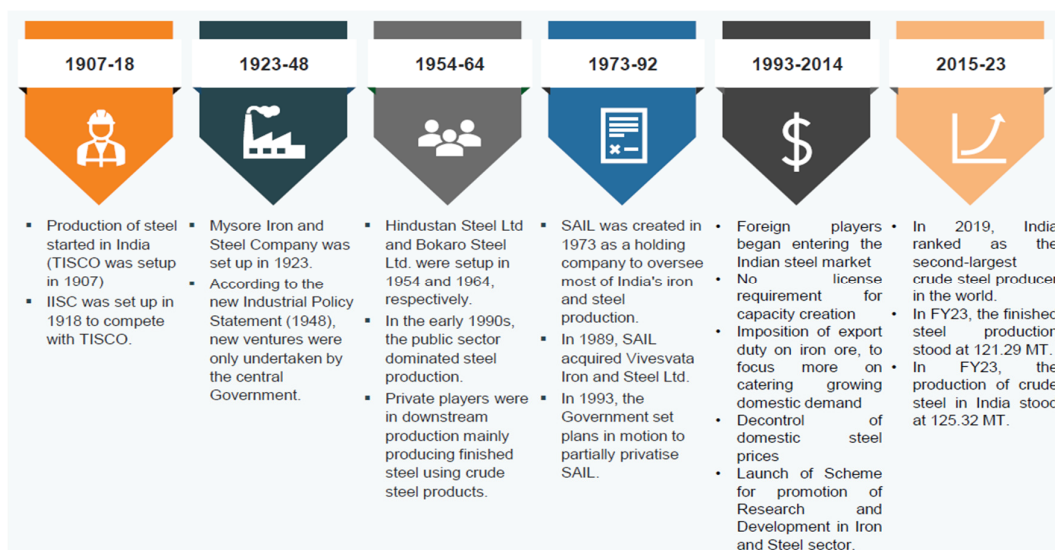 1907-18
1923-48
1954-64
1973-92
1993-2014
2015-23
▪ Production of steel
started in India
(TISCO was setup
in 1907)
▪ IISC was set up in
1918 to compete
with TISCO.
▪ Mysore Iron and
Steel Company was
set up in 1923.
▪ According to the
new Industrial Policy
Statement (1948),
new ventures were
only undertaken by
the central
Government.
▪ Hindustan Steel Ltd
and Bokaro Steel
Ltd. were setup in
1954 and 1964,
respectively.
▪ In the early 1990s,
the public sector
dominated steel
production.
▪ Private players were
in downstream
production mainly
producing finished
steel using crude
steel products.
▪ SAIL was created in
1973 as a holding
company to oversee
most of India's iron
and steel
production.
▪ In 1989, SAIL
acquired Vivesvata
Iron and Steel Ltd.
▪ In 1993, the
Government set
plans in motion to
partially privatise
SAIL.
• Foreign players
began entering the
Indian steel market
• No license
requirement for
capacity creation
• Imposition of export
duty on iron ore, to
focus more on
catering growing
domestic demand
• Decontrol of
domestic steel
prices
• Launch of Scheme
for promotion of
Research and
Development in Iron
and Steel sector.
• In 2019, India
ranked as the
second-largest
crude steel producer
in the world.
• In FY23, the finished
steel production
stood at 121.29 MT.
• In FY23, the
production of crude
steel in India stood
at 125.32 MT.